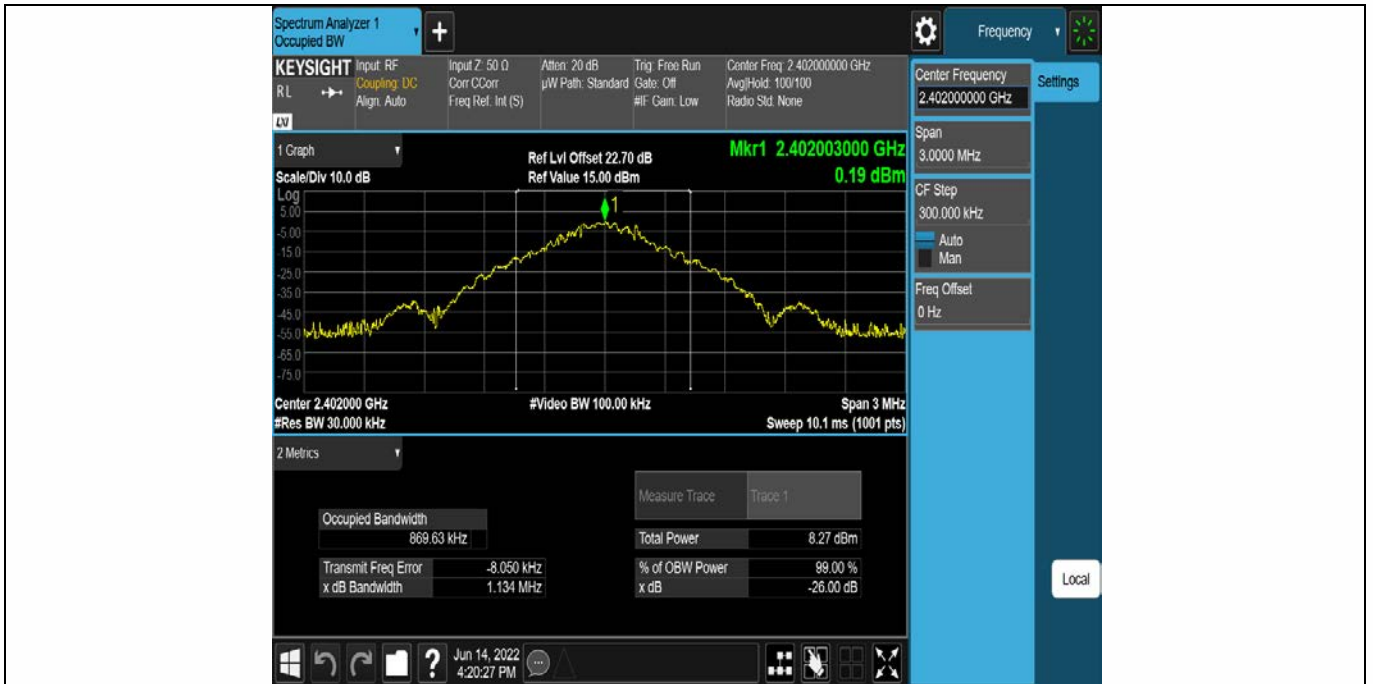 Spectrum Analyzer 1
Occupied BW
+
Frequency
KEYSIGHT
RL
LXI
Input: RF
Coupling: DC
Align: Auto
Input Z: 50 Ω
Corr CCorr
Freq Ref: Int (S)
Atten: 20 dB
µW Path: Standard
Trig: Free Run
Gate: Off
#IF Gain: Low
Center Freq: 2.402000000 GHz
Avg|Hold: 100/100
Radio Std: None
Center Frequency
2.402000000 GHz
Settings
Span
3.0000 MHz
CF Step
300.000 kHz
Auto
Man
Freq Offset
0 Hz
Local
1 Graph
Scale/Div 10.0 dB
Ref Lvl Offset 22.70 dB
Ref Value 15.00 dBm
Mkr1 2.402003000 GHz
0.19 dBm
Log
5.00
-5.00
-15.0
-25.0
-35.0
-45.0
-55.0
-65.0
-75.0
1
Center 2.402000 GHz
#Res BW 30.000 kHz
#Video BW 100.00 kHz
Span 3 MHz
Sweep 10.1 ms (1001 pts)
2 Metrics
Measure Trace Trace 1
Occupied Bandwidth
869.63 kHz
Total Power 8.27 dBm
Transmit Freq Error -8.050 kHz
% of OBW Power 99.00 %
x dB Bandwidth 1.134 MHz
x dB -26.00 dB
?
Jun 14, 2022
4:20:27 PM